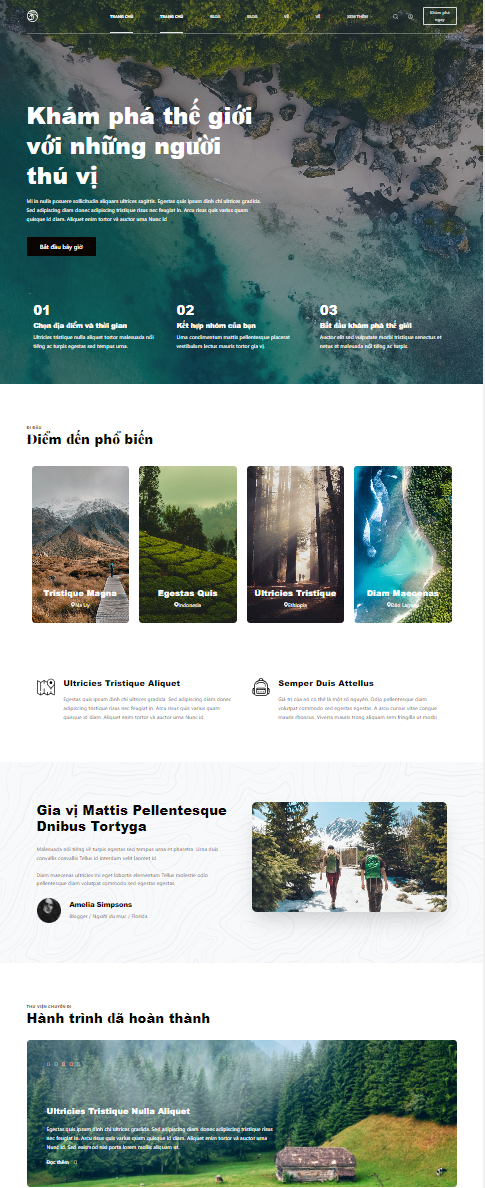 TRANG CHỦ TRANG CHỦ BLOG BLOG VỀ VỀ XEM THÊM
Khám phá
ngay
Khám phá thế giới
với những người
thú vị
Mi in nulla posuere sollicitudin aliquam ultrices sagittis. Egestas quis ipsum đình chỉ ultrices gradida.
Sed adipiscing diam donec adipiscing tristique risus nec feugiat in. Arcu risus quis varius quam
quisque id diam. Aliquet enim tortor và auctor urna Nunc id
Bắt đầu bây giờ
01 02 03
Chọn địa điểm và thời gian Kết hợp nhóm của bạn Bắt đầu khám phá thế giới
Ultricies tristique nulla aliquet tortor malesuada nổi Urna condimentum mattis pellentesque placerat Auctor elit sed vulputate morbi tristique senectus et
tiếng ac turpis egestas sed tempus urna. vestibulum lectus mauris tortor gia vị. netus et malesuada nổi tiếng ac turpis.
ĐI ĐÂU
Điểm đến phổ biến
Tristique Magna Egestas Quis Ultricies Tristique Diam Maecenas
Na Uy Indonesia Ethiopia
Ultricies Tristique Aliquet Semper Duis Attellus
Egestas quis ipsum đình chỉ ultrices gradida. Sed adipiscing diam donec Giá trị của nó có thể là một số nguyên. Odio pellentesque diam
adipiscing tristique risus nec feugiat in. Arcu risus quis varius quam volutpat commodo sed egestas egestas. A arcu cursus vitae congue
quisque id diam. Aliquet enim tortor và auctor urna Nunc id. mauris rhoncus. Viverra mauris trong aliquam sem fringilla ut morbi
Gia vị Mattis Pellentesque
Dnibus Tortyga
Malesuada nổi tiếng về turpis egestas sed tempus urna et pharetra. Urna duis
convallis convallis Tellus id interdum velit laoreet id.
Diam maecenas ultricies mi eget lobortis elementum Tellus molestie odio
pellentesque diam volutpat commodo sed egestas egestas.
Amelia Simpsons
Blogger / Người du mục / Florida
THƯ VIỆN CHUYẾN ĐI
Hành trình đã hoàn thành
Ultricies Tristique Nulla Aliquet
Egestas quis ipsum đình chỉ ultrices gradida. Sed adipiscing diam donec adipiscing tristique risus
nec feugiat in. Arcu risus quis varius quam quisque id diam. Aliquet enim tortor và auctor urna
Nunc id. Sed euismod nisi porta lorem mollis aliquam ut.
Đọc thêm